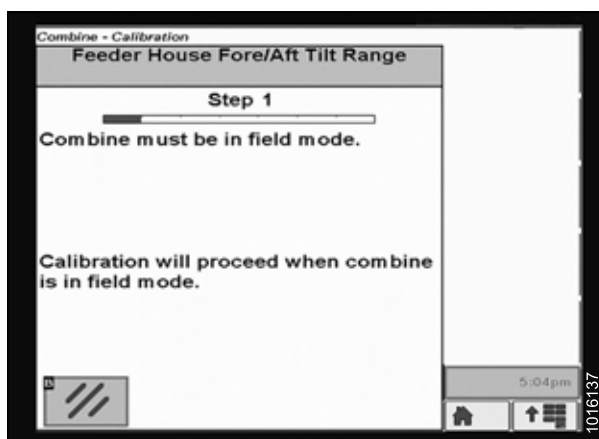 Combine - Calibration
Feeder House Fore/Aft Tilt Range
Step 1
Combine must be in field mode.
Calibration will proceed when combine
is in field mode.
B
5:04pm
1016137